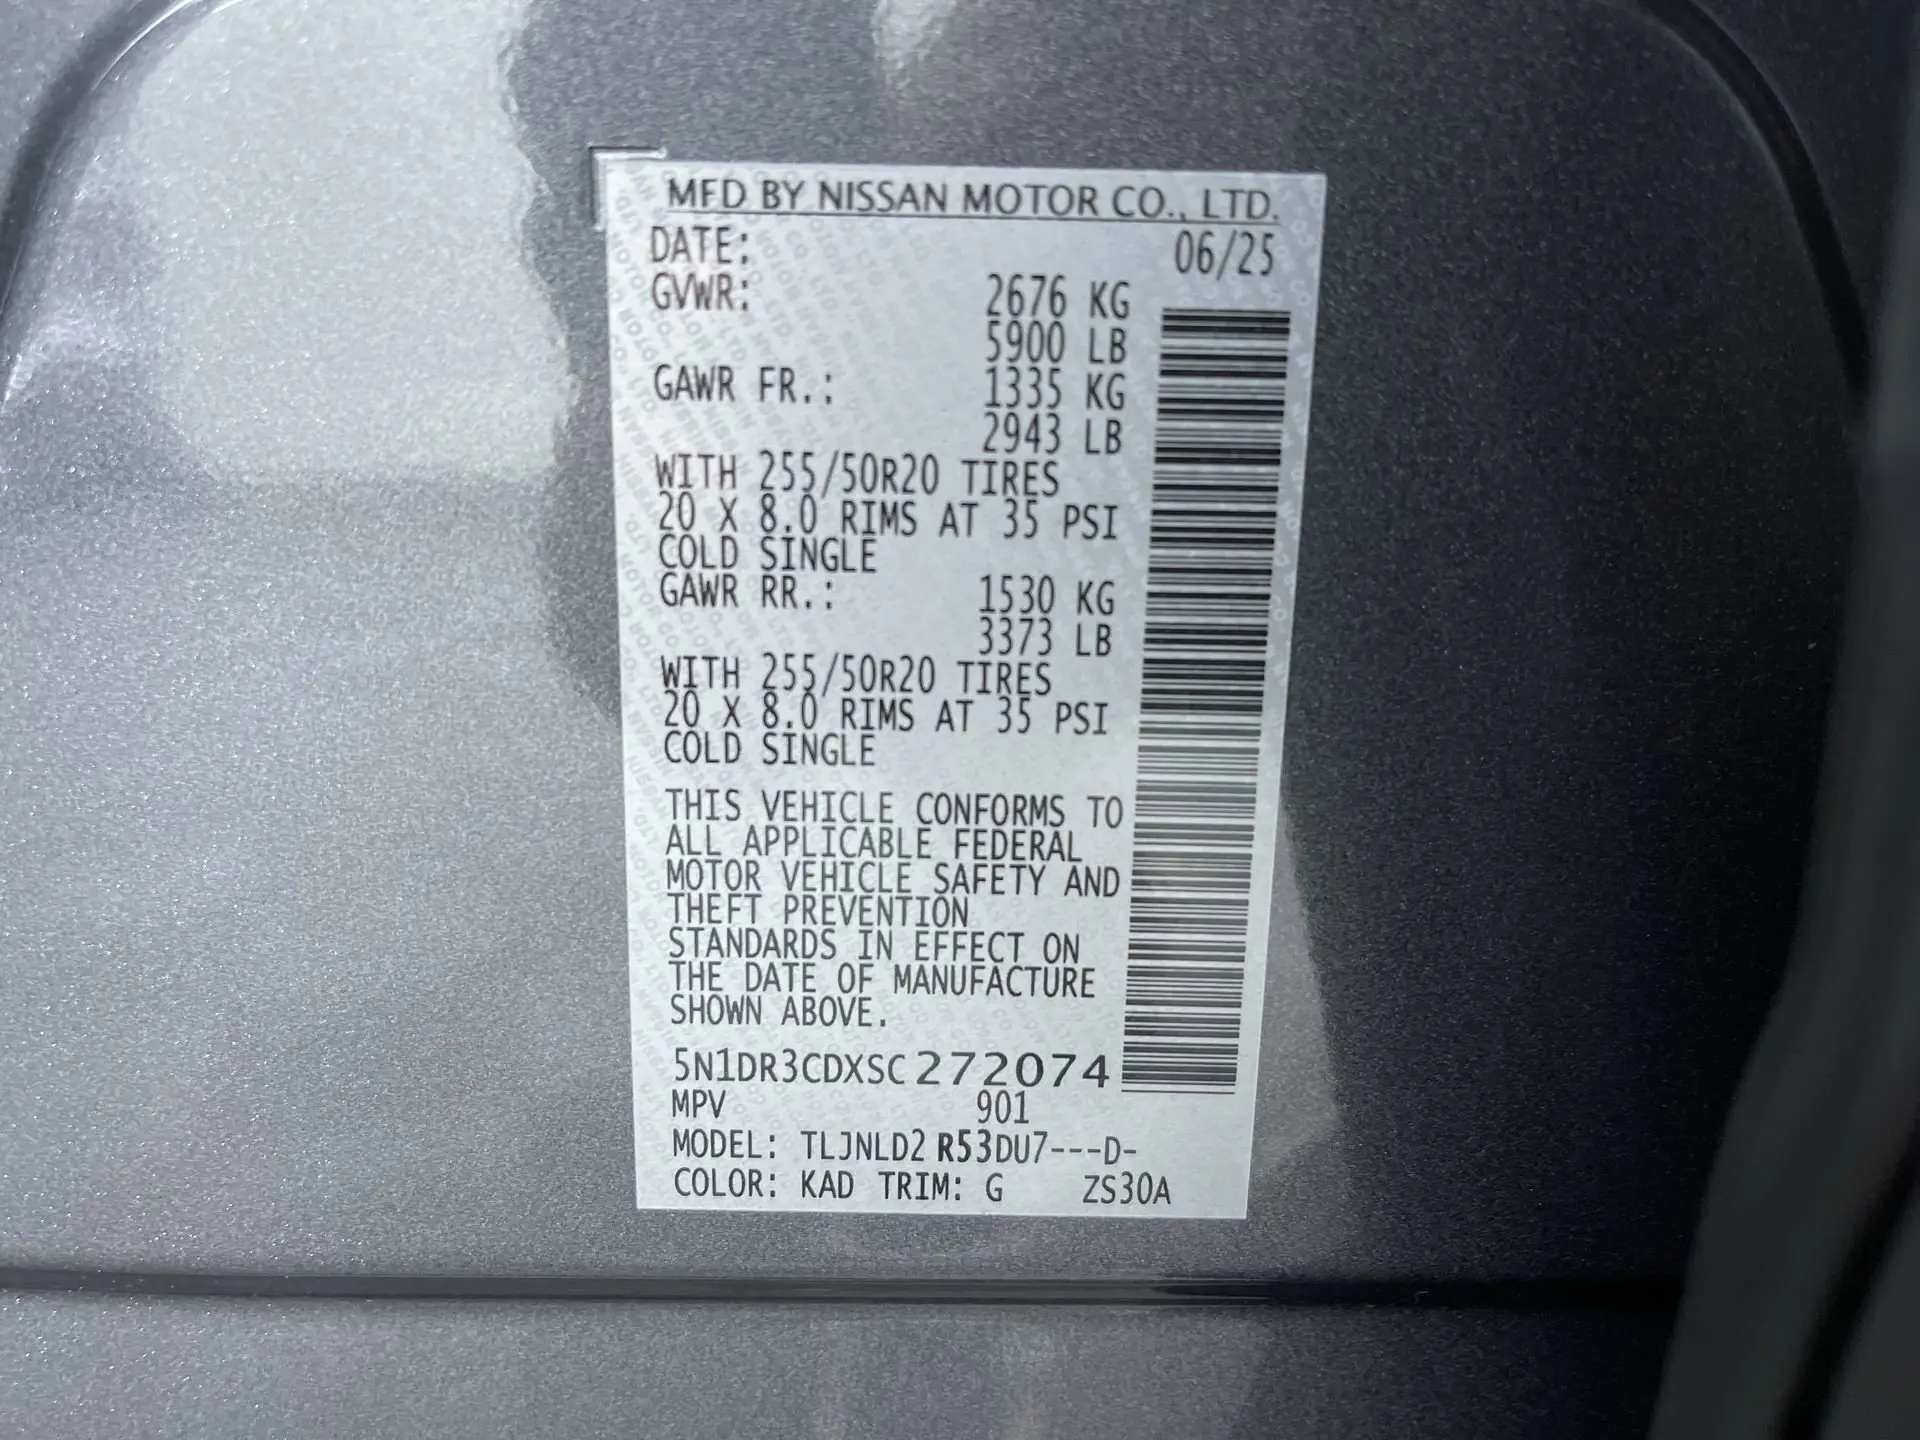 MFD BY NISSAN MOTOR CO., LTD.
DATE: 06/25
GVWR: 2676 KG
5900 LB
GAWR FR.: 1335 KG
2943 LB
WITH 255/50R20 TIRES
20 X 8.0 RIMS AT 35 PSI
COLD SINGLE
GAWR RR.: 1530 KG
3373 LB
WITH 255/50R20 TIRES
20 X 8.0 RIMS AT 35 PSI
COLD SINGLE
THIS VEHICLE CONFORMS TO
ALL APPLICABLE FEDERAL
MOTOR VEHICLE SAFETY AND
THEFT PREVENTION
STANDARDS IN EFFECT ON
THE DATE OF MANUFACTURE
SHOWN ABOVE.
5N1DR3CDXSC272074
MPV 901
MODEL: TLJNLD2 R53DU7---D-
COLOR: KAD TRIM: G ZS30A